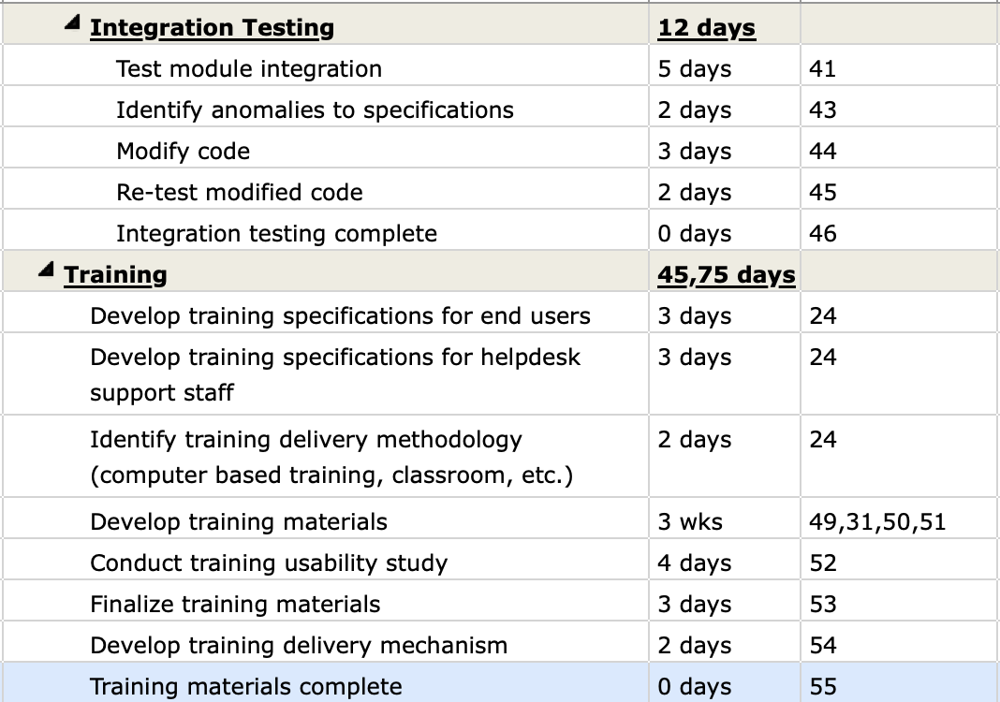 Integration Testing 12 days
Test module integration 5 days 41
Identify anomalies to specifications 2 days 43
Modify code 3 days 44
Re-test modified code 2 days 45
Integration testing complete 0 days 46
Training 45,75 days
Develop training specifications for end users 3 days 24
Develop training specifications for helpdesk 3 days 24
support staff
Identify training delivery methodology 2 days 24
(computer based training, classroom, etc.)
Develop training materials 3 wks 49,31,50,51
Conduct training usability study 4 days 52
Finalize training materials 3 days 53
Develop training delivery mechanism 2 days 54
Training materials complete 0 days 55